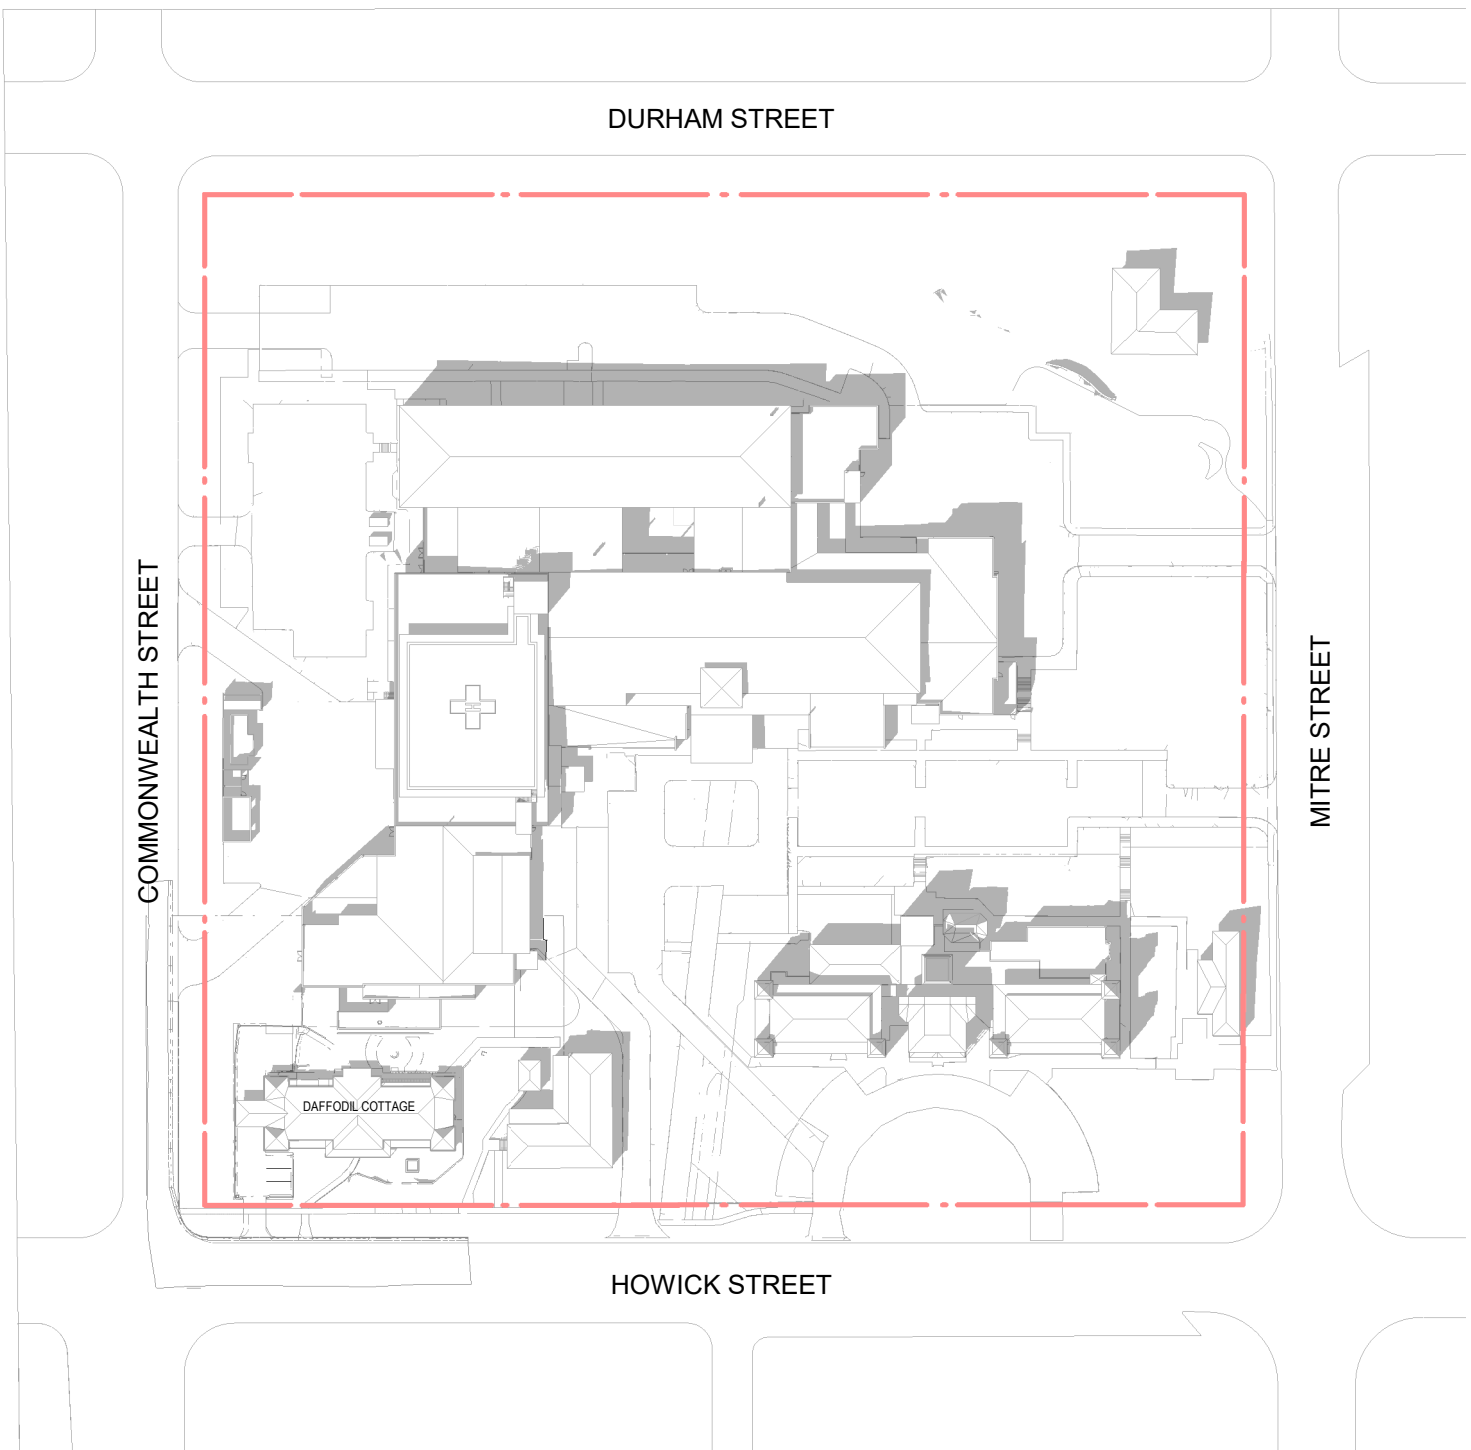 DURHAM STREET
COMMONWEALTH STREET
MITRE STREET
DAFFODIL COTTAGE
HOWICK STREET